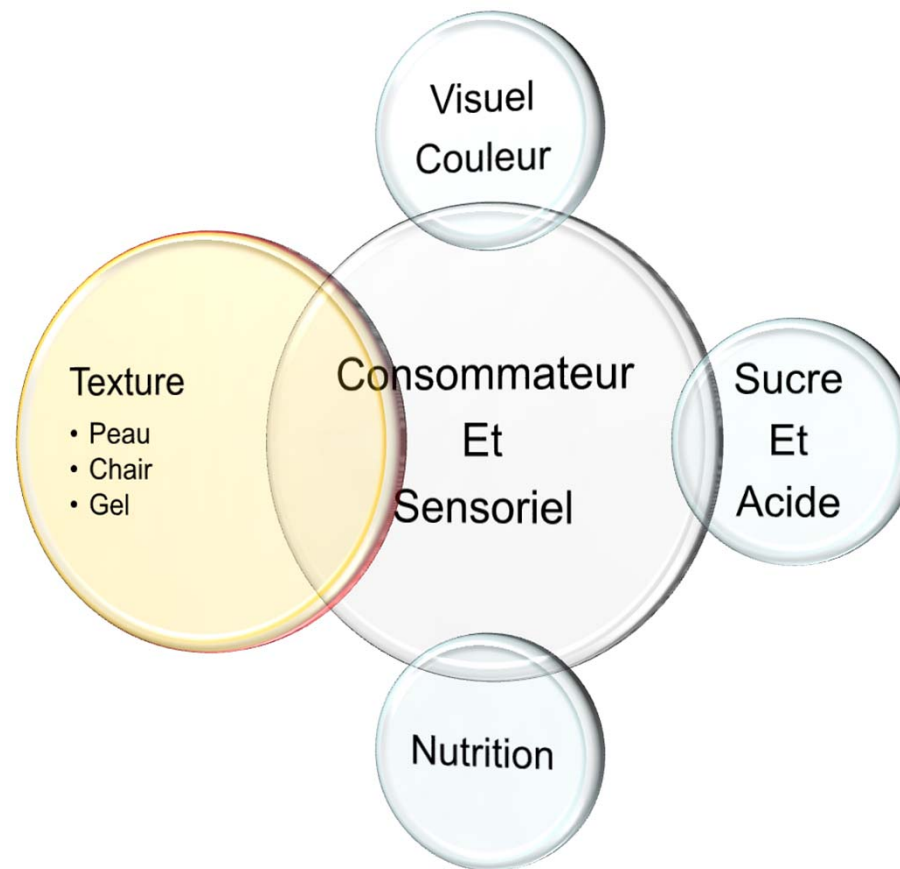 Visuel
Couleur
Texture
• Peau
• Chair
• Gel
Consommateur
Et
Sensoriel
Sucre
Et
Acide
Nutrition